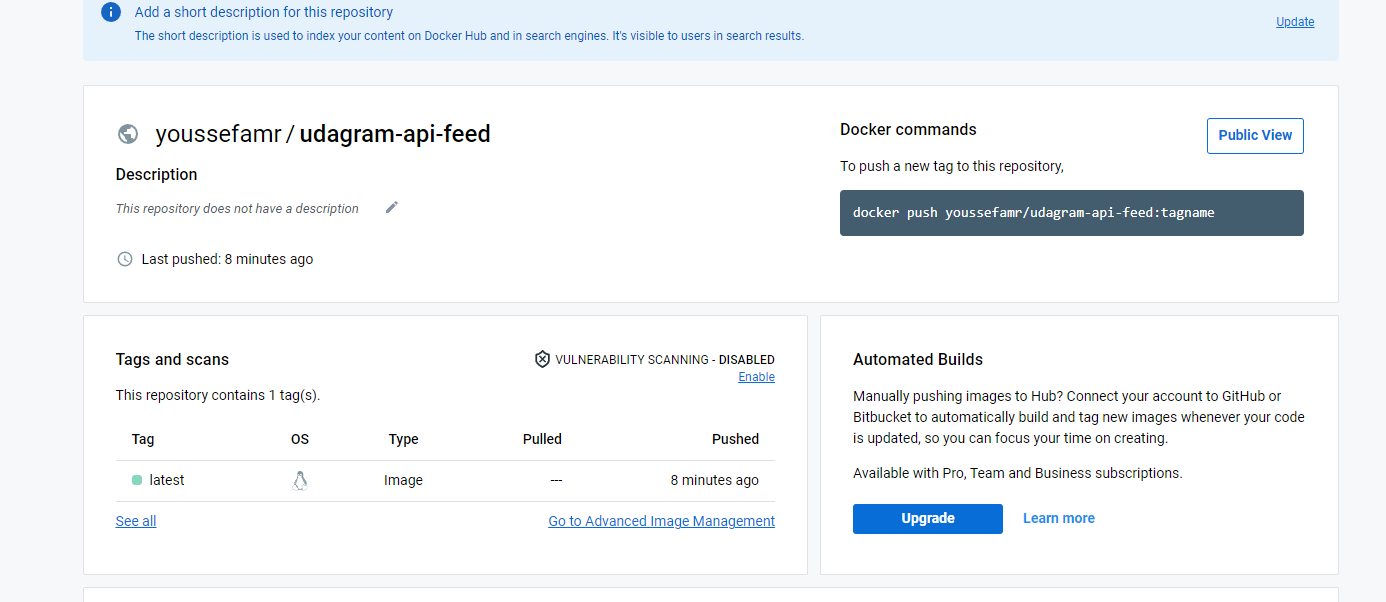 Add a short description for this repository
The short description is used to index your content on Docker Hub and in search engines. It's visible to users in search results.
Update
youssefamr / udagram-api-feed
Description
This repository does not have a description
Last pushed: 8 minutes ago
Docker commands
Public View
To push a new tag to this repository,
docker push youssefamr/udagram-api-feed:tagname
Tags and scans
VULNERABILITY SCANNING - DISABLED
Enable
This repository contains 1 tag(s).
Tag OS Type Pulled Pushed
latest Image --- 8 minutes ago
See all
Go to Advanced Image Management
Automated Builds
Manually pushing images to Hub? Connect your account to GitHub or
Bitbucket to automatically build and tag new images whenever your code
is updated, so you can focus your time on creating.
Available with Pro, Team and Business subscriptions.
Upgrade
Learn more